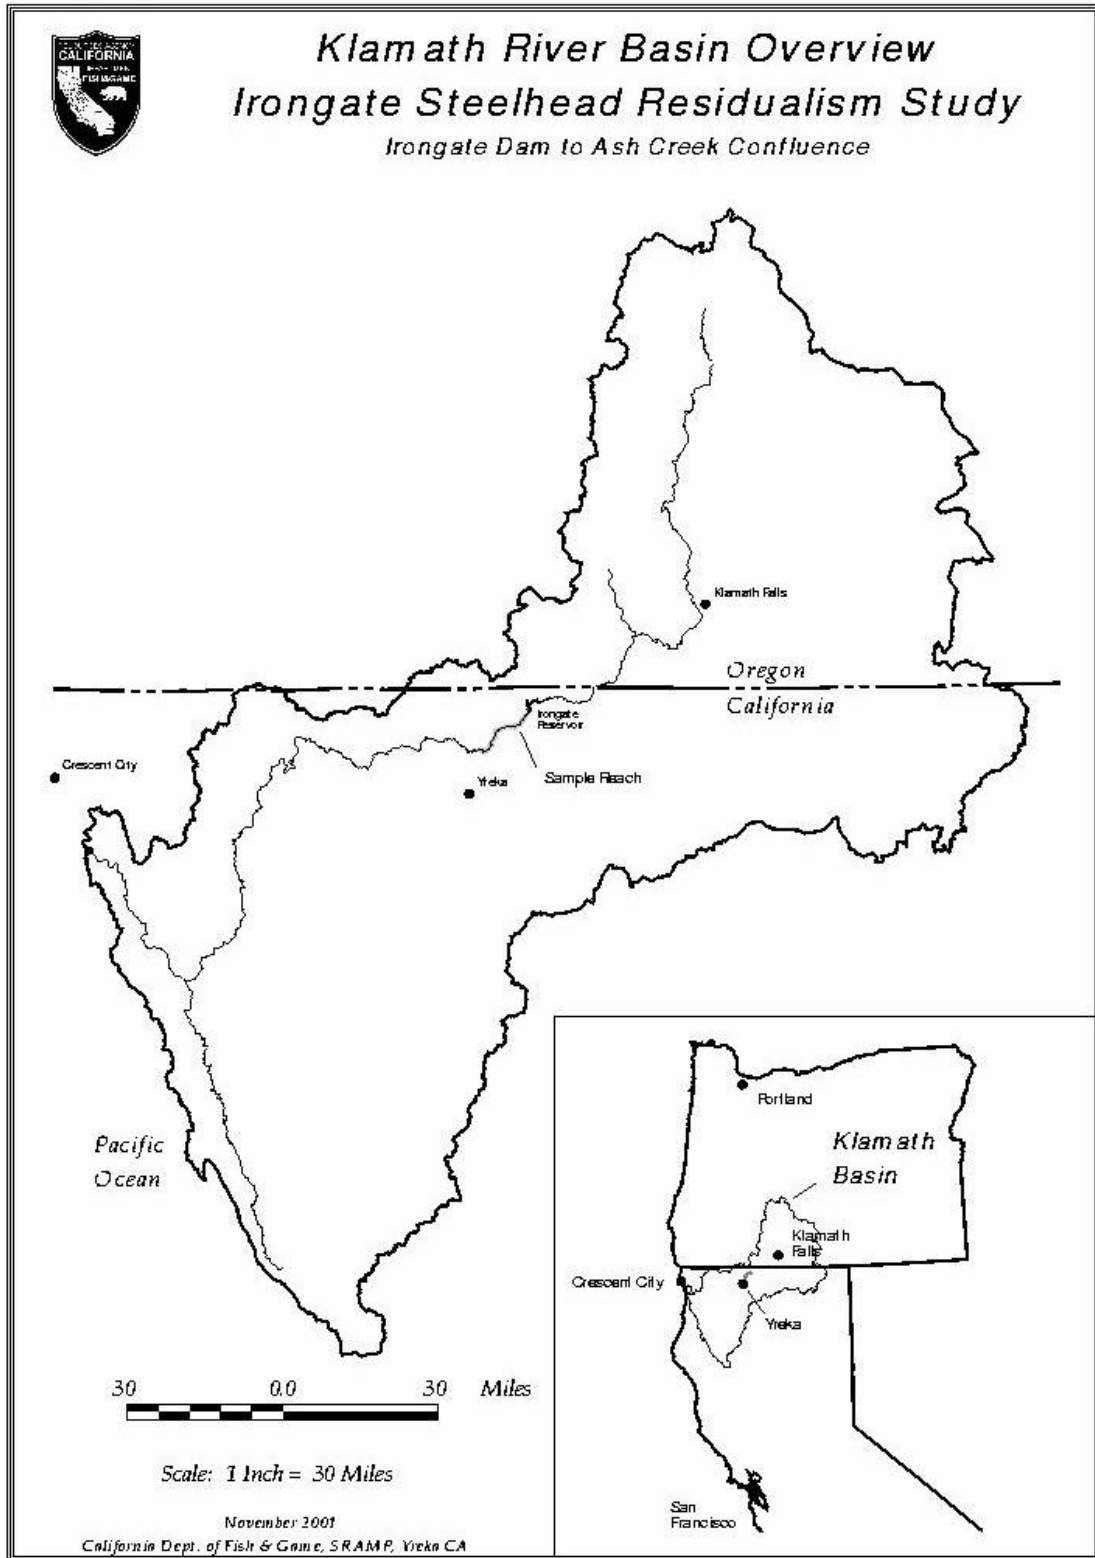 CALIFORNIA
FISH & GAME
Klamath River Basin Overview
Irongate Steelhead Residualism Study
Irongate Dam to Ash Creek Confluence
Klamath Falls
Oregon
California
Irongate
Reservoir
Crescent City
Yreka
Sample Reach
Pacific
Ocean
Portland
Klamath
Basin
Klamath
Falls
Crescent City
Yreka
San
Francisco
30 0.0 30 Miles
Scale: 1 Inch = 30 Miles
November 2001
California Dept. of Fish & Game, SRAMP, Yreka CA